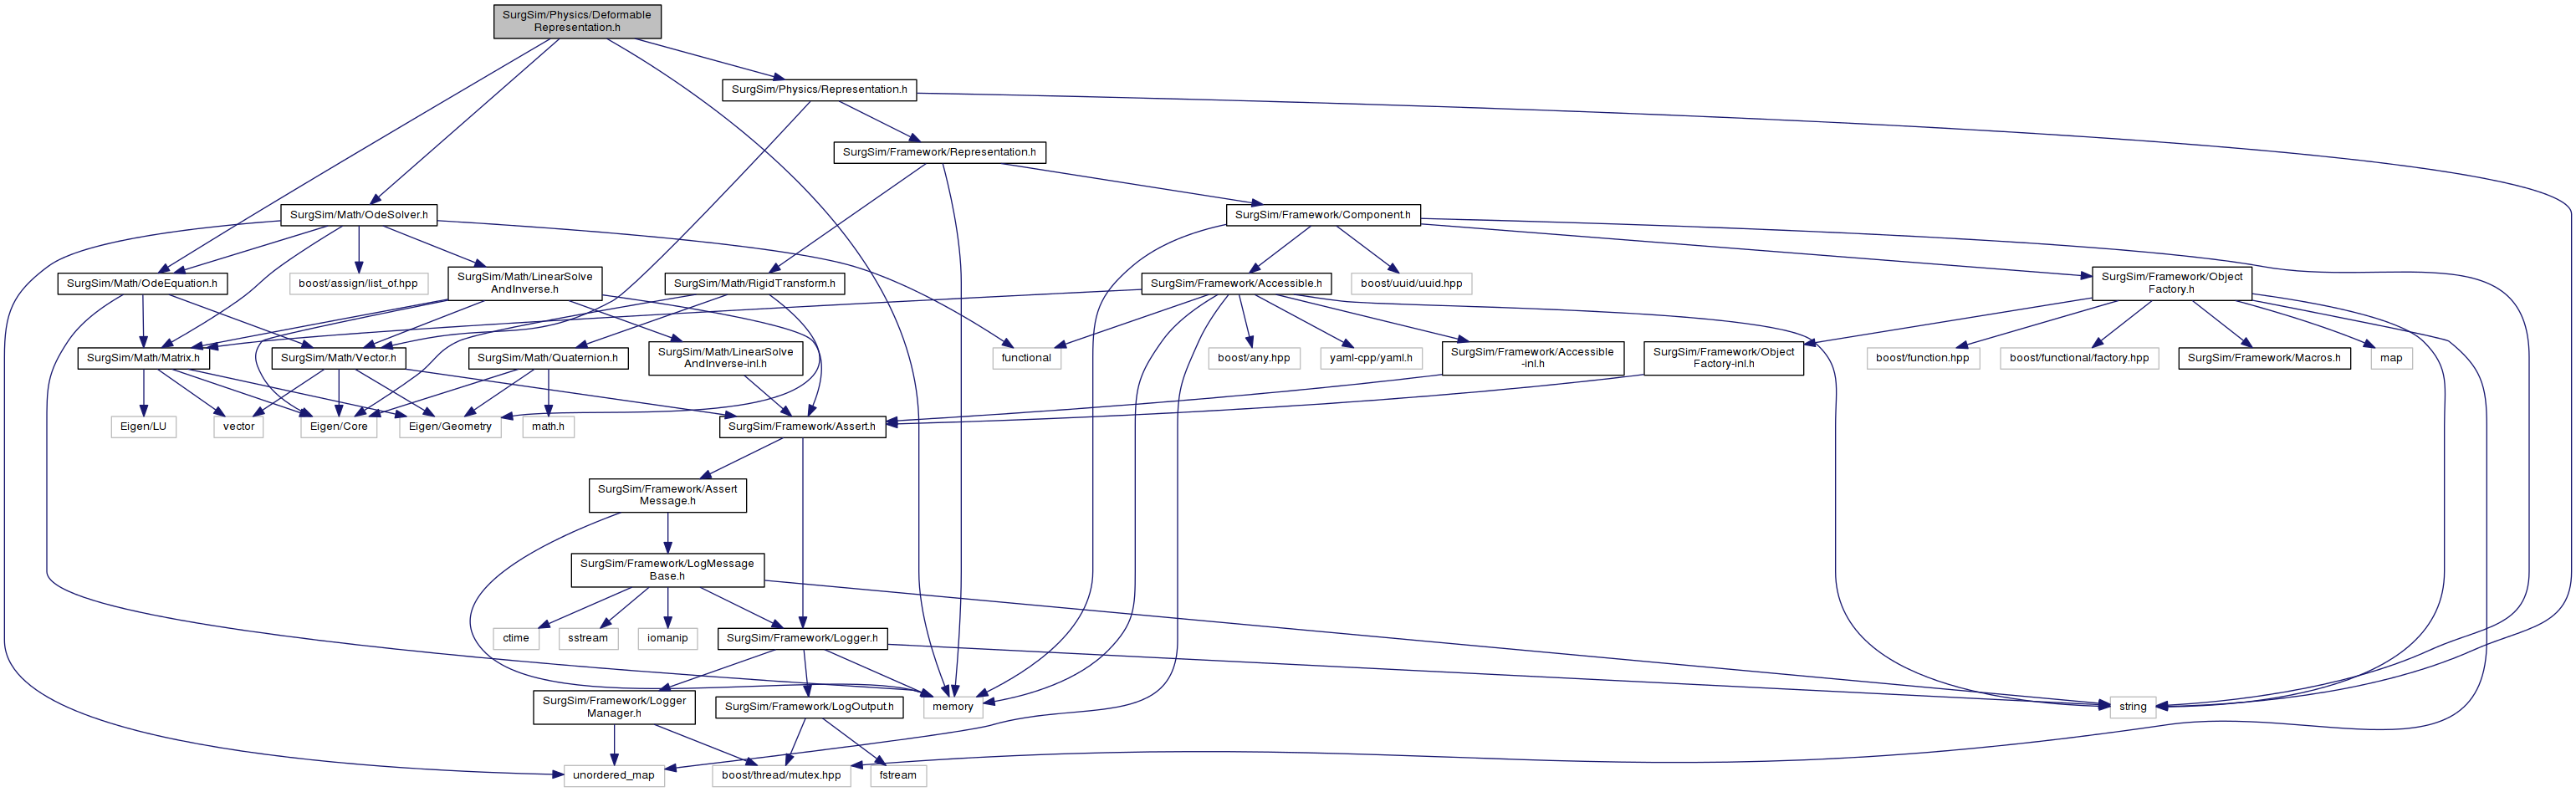 SurgSim/Physics/Deformable
Representation.h
SurgSim/Physics/Representation.h
SurgSim/Framework/Representation.h
SurgSim/Math/OdeSolver.h
SurgSim/Framework/Component.h
SurgSim/Math/OdeEquation.h
boost/assign/list_of.hpp
SurgSim/Math/LinearSolve
AndInverse.h
SurgSim/Math/RigidTransform.h
SurgSim/Framework/Accessible.h
boost/uuid/uuid.hpp
SurgSim/Framework/Object
Factory.h
SurgSim/Math/Matrix.h
SurgSim/Math/Vector.h
SurgSim/Math/Quaternion.h
SurgSim/Math/LinearSolve
AndInverse-inl.h
functional
boost/any.hpp
yaml-cpp/yaml.h
SurgSim/Framework/Accessible
-inl.h
SurgSim/Framework/Object
Factory-inl.h
boost/function.hpp
boost/functional/factory.hpp
SurgSim/Framework/Macros.h
map
Eigen/LU
vector
Eigen/Core
Eigen/Geometry
math.h
SurgSim/Framework/Assert.h
SurgSim/Framework/Assert
Message.h
SurgSim/Framework/LogMessage
Base.h
ctime
sstream
iomanip
SurgSim/Framework/Logger.h
SurgSim/Framework/Logger
Manager.h
SurgSim/Framework/LogOutput.h
memory
string
unordered_map
boost/thread/mutex.hpp
fstream